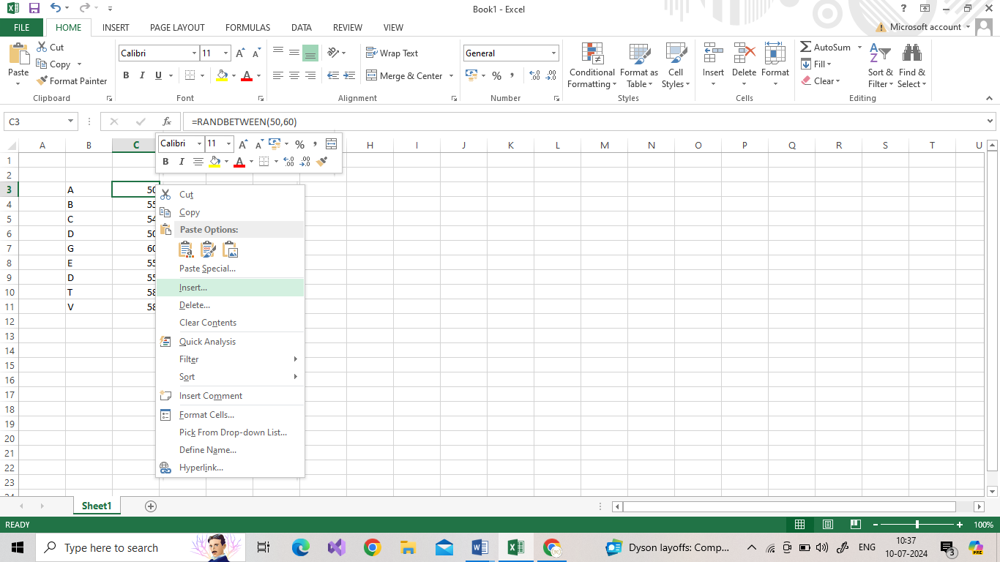 Book1 - Excel
?
FILE HOME INSERT PAGE LAYOUT FORMULAS DATA REVIEW VIEW Microsoft account
Paste
Cut
Copy
Format Painter
Clipboard
Calibri 11
B I U
Font
Wrap Text
Merge & Center
Alignment
General
%
Number
Conditional Formatting
Format as Table
Cell Styles
Styles
Insert Delete Format
Cells
AutoSum
Fill
Clear
Sort & Filter
Find & Select
Editing
C3 fx =RANDBETWEEN(50,60)
Calibri 11 %
B I
A B C H I J K L M N O P Q R S T U
1
2
3 A 50
4 B 55
5 C 54
6 D 50
7 G 60
8 E 55
9 D 55
10 T 58
11 V 58
12
13
14
15
16
17
18
19
20
21
22
23
Cut
Copy
Paste Options:
Paste Special...
Insert...
Delete...
Clear Contents
Quick Analysis
Filter
Sort
Insert Comment
Format Cells...
Pick From Drop-down List...
Define Name...
Hyperlink...
Sheet1
READY 100%
Type here to search
Dyson layoffs: Comp...
ENG
10:37
10-07-2024
3
PRE